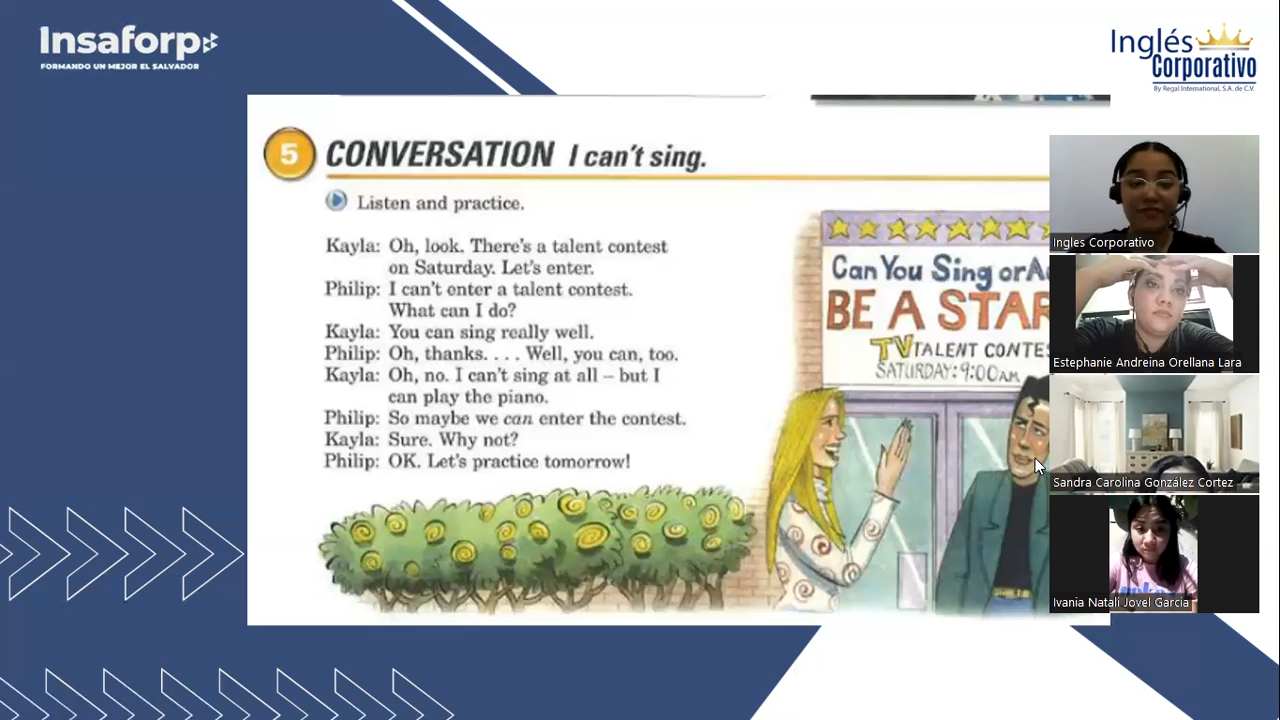 Insaforp
FORMANDO UN MEJOR EL SALVADOR
Inglés
Corporativo
By Regal International, S.A. de C.V.
5 CONVERSATION I can't sing.
Listen and practice.
Kayla: Oh, look. There's a talent contest
on Saturday. Let's enter.
Philip: I can't enter a talent contest.
What can I do?
Kayla: You can sing really well.
Philip: Oh, thanks. . . . Well, you can, too.
Kayla: Oh, no. I can't sing at all – but I
can play the piano.
Philip: So maybe we can enter the contest.
Kayla: Sure. Why not?
Philip: OK. Let's practice tomorrow!
Can You Sing or
BE A STAR
TV TALENT CONTES
SATURDAY: 9:00 AM
Ingles Corporativo
Estephanie Andreina Orellana Lara
Sandra Carolina González Cortez
Ivania Natali Jovel Garcia